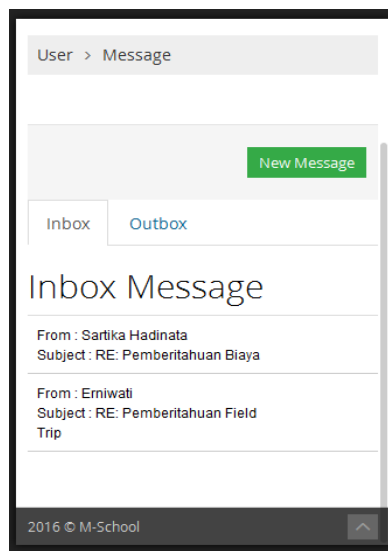 User > Message
New Message
Inbox Outbox
Inbox Message
From : Sartika Hadinata
Subject : RE: Pemberitahuan Biaya
From : Erniwati
Subject : RE: Pemberitahuan Field
Trip
2016 © M-School